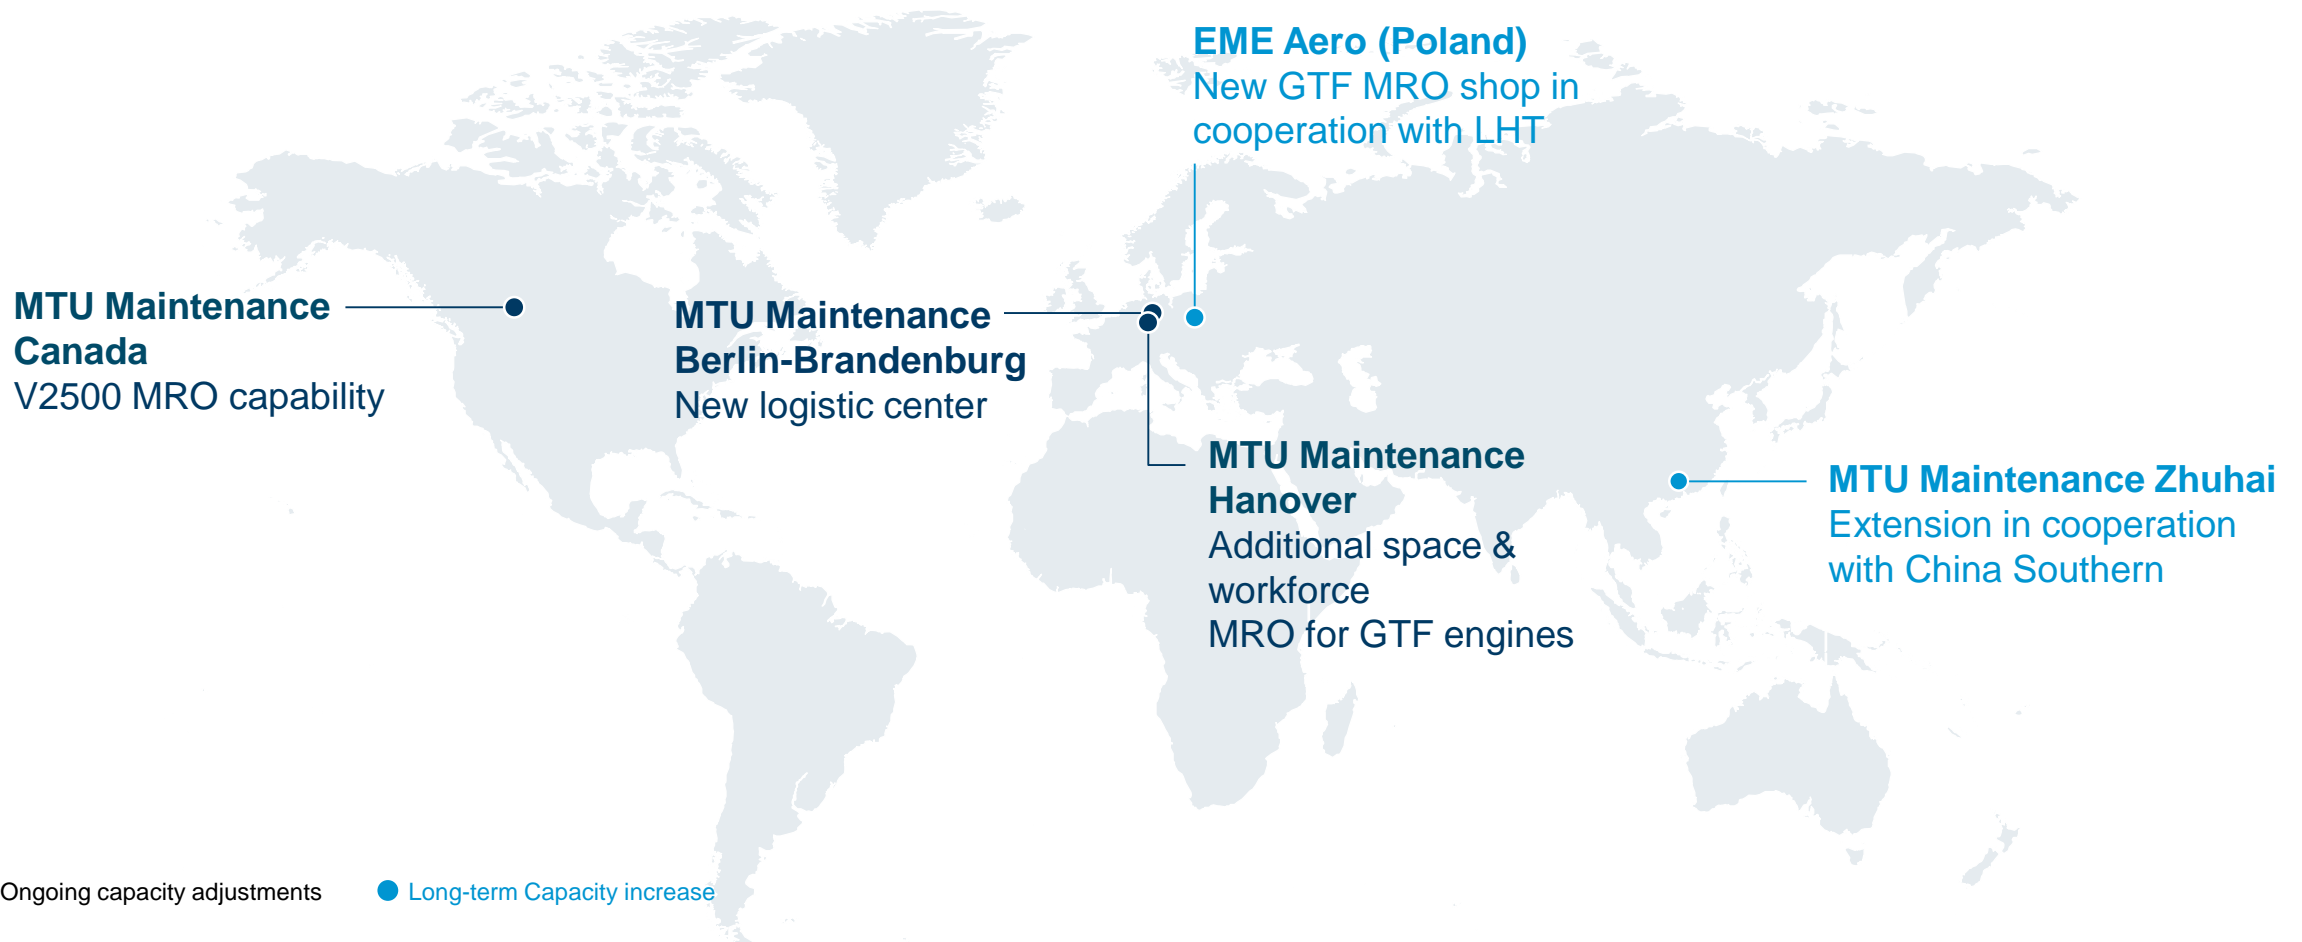 EME Aero (Poland)
New GTF MRO shop in
cooperation with LHT
MTU Maintenance
Canada
V2500 MRO capability
MTU Maintenance
Berlin-Brandenburg
New logistic center
MTU Maintenance
Hanover
Additional space &
workforce
MRO for GTF engines
MTU Maintenance Zhuhai
Extension in cooperation
with China Southern
Ongoing capacity adjustments
Long-term Capacity increase